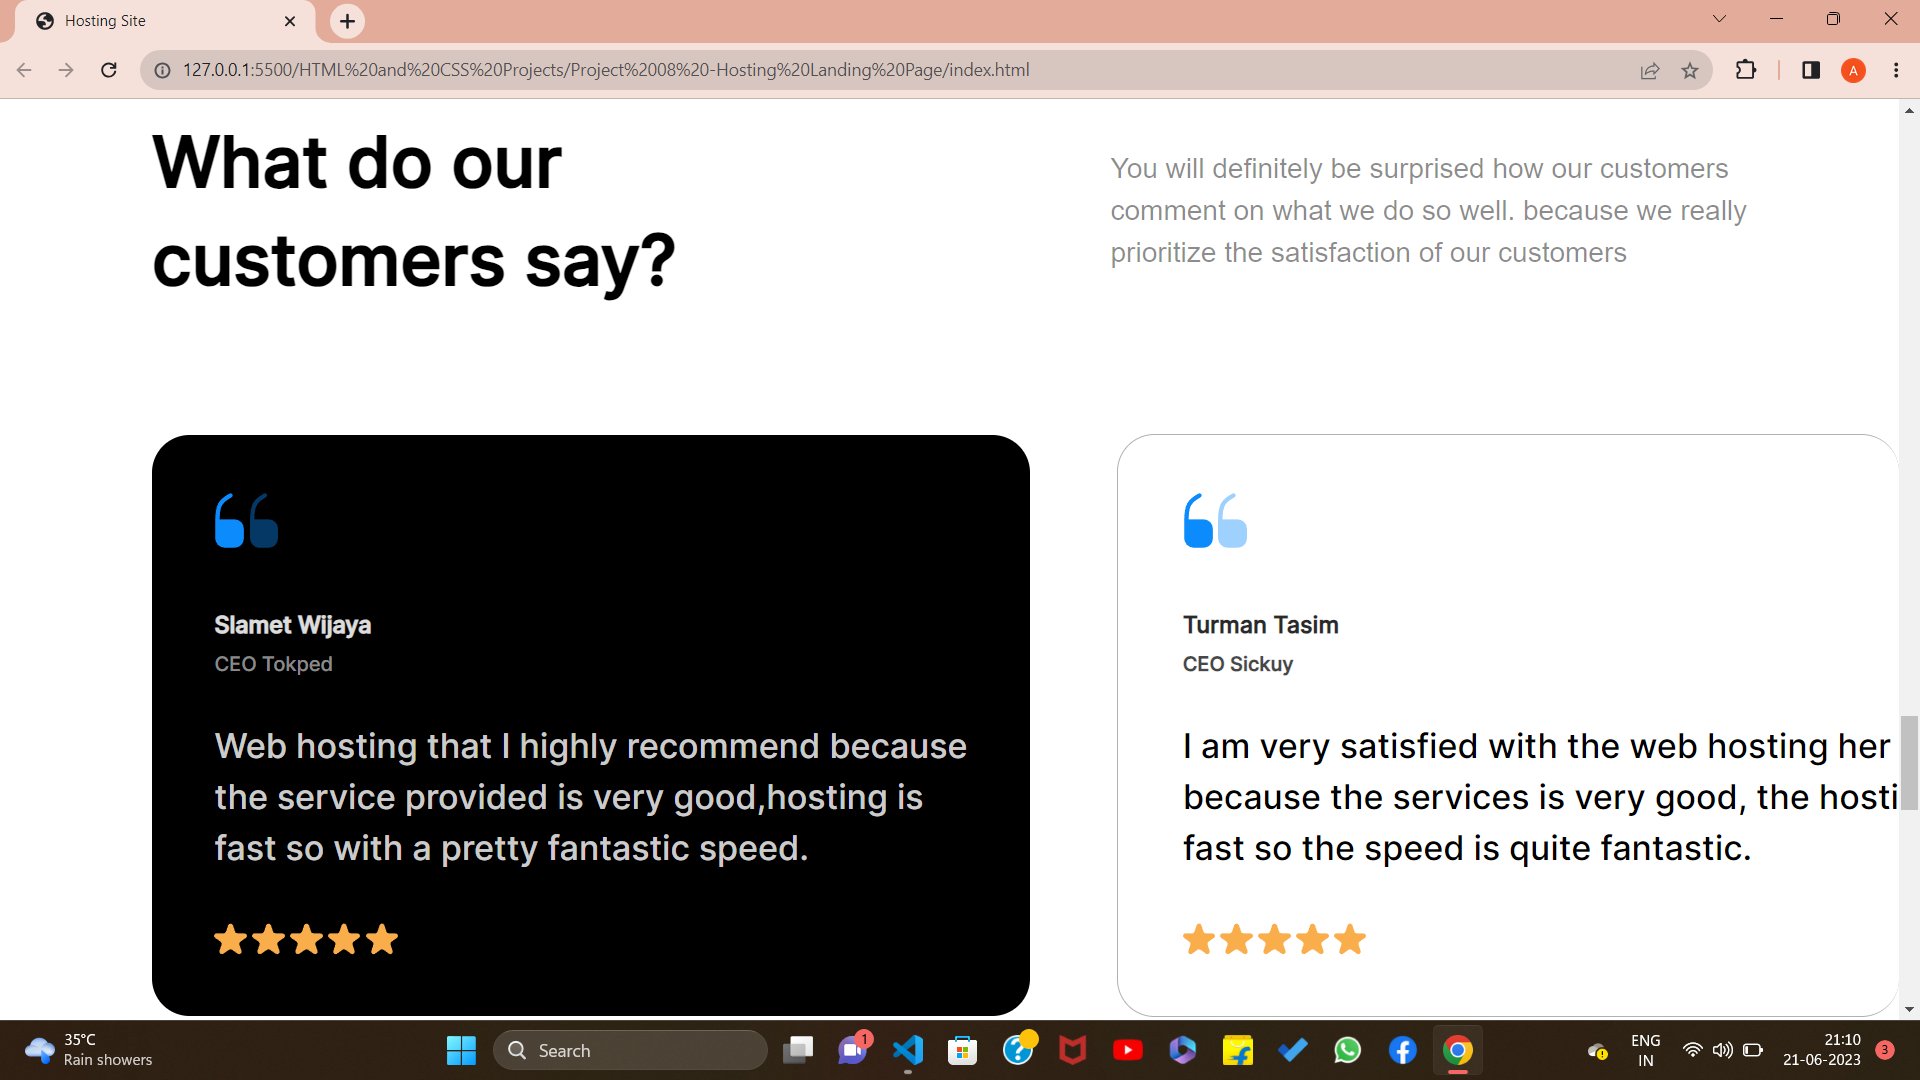 Hosting Site
127.0.0.1:5500/HTML%20and%20CSS%20Projects/Project%2008%20-Hosting%20Landing%20Page/index.html
A
What do our
customers say?
You will definitely be surprised how our customers
comment on what we do so well. because we really
prioritize the satisfaction of our customers
Slamet Wijaya
CEO Tokped
Web hosting that I highly recommend because
the service provided is very good,hosting is
fast so with a pretty fantastic speed.
Turman Tasim
CEO Sickuy
I am very satisfied with the web hosting her
because the services is very good, the hosti
fast so the speed is quite fantastic.
35°C
Rain showers
Search
1
ENG
IN
21:10
21-06-2023
3